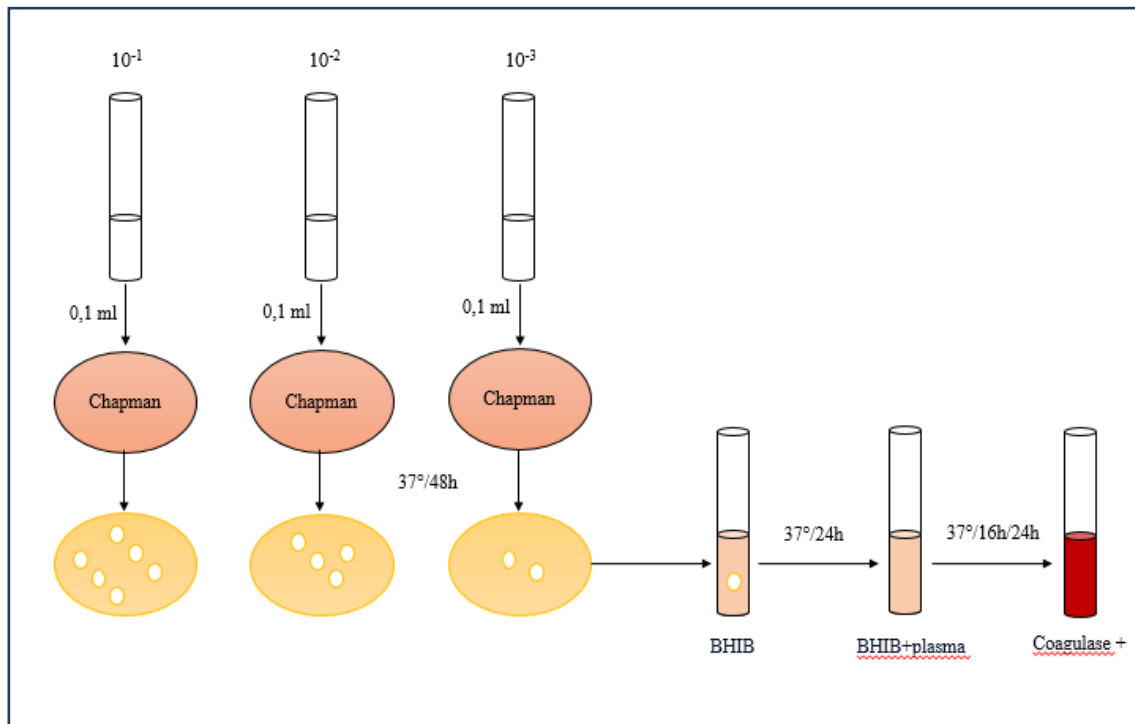 10⁻¹ 10⁻² 10⁻³
0,1 ml 0,1 ml 0,1 ml
Chapman Chapman Chapman
37°/48h
37°/24h 37°/16h/24h
BHIB BHIB+plasma Coagulase +